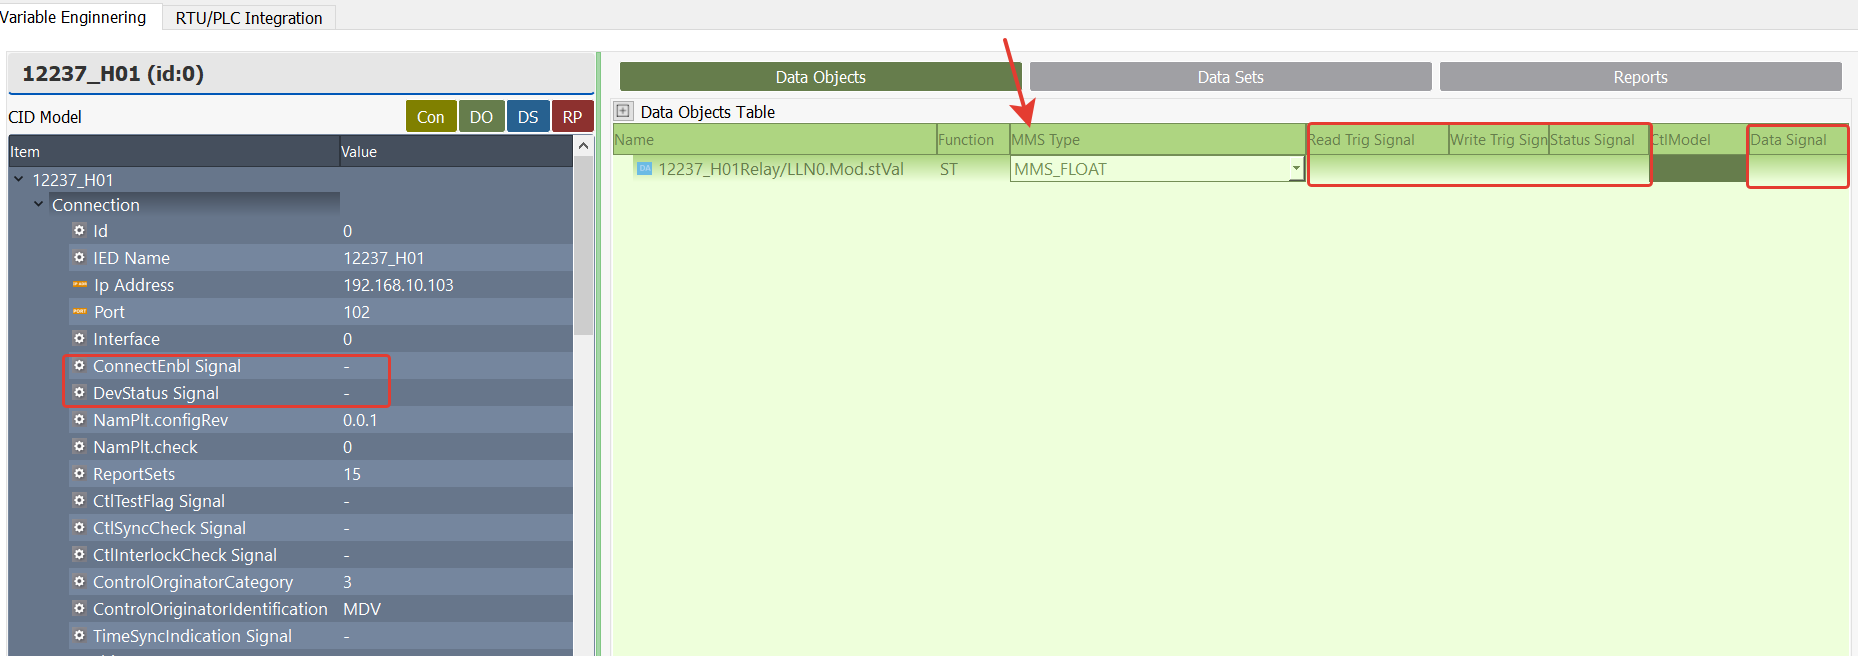 Variable Enginnering RTU/PLC Integration
12237_H01 (id:0)
CID Model Con DO DS RP
Item Value
12237_H01
Connection
Id 0
IED Name 12237_H01
Ip Address 192.168.10.103
Port 102
Interface 0
ConnectEnbl Signal -
DevStatus Signal -
NamPlt.configRev 0.0.1
NamPlt.check 0
ReportSets 15
CtlTestFlag Signal -
CtlSyncCheck Signal -
CtlInterlockCheck Signal -
ControlOrginatorCategory 3
ControlOriginatorIdentification MDV
TimeSyncIndication Signal -
Data Objects Data Sets Reports
Data Objects Table
Name Function MMS Type Read Trig Signal Write Trig Sign Status Signal CtlModel Data Signal
DA 12237_H01Relay/LLN0.Mod.stVal ST MMS_FLOAT